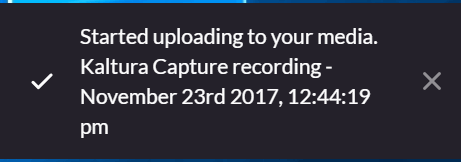 Started uploading to your media.
Kaltura Capture recording -
November 23rd 2017, 12:44:19
pm